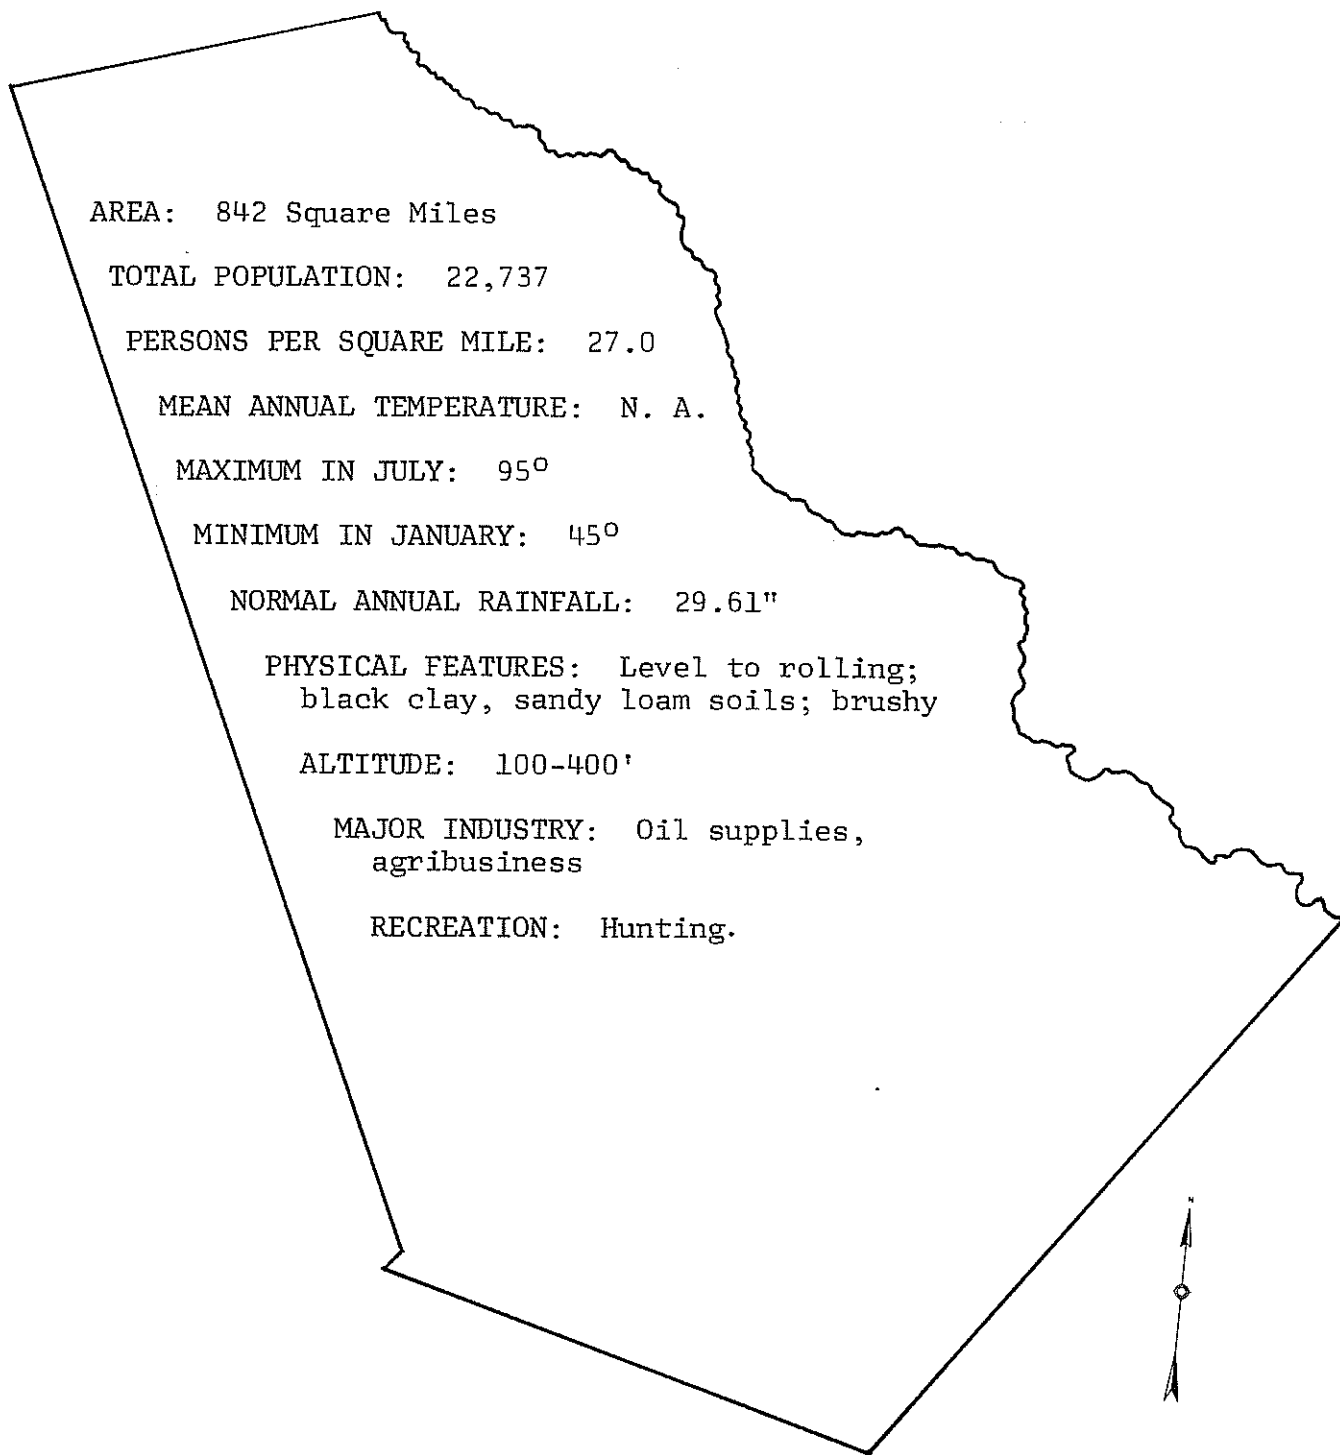 AREA: 842 Square Miles
TOTAL POPULATION: 22,737
PERSONS PER SQUARE MILE: 27.0
MEAN ANNUAL TEMPERATURE: N. A.
MAXIMUM IN JULY: 95°
MINIMUM IN JANUARY: 45°
NORMAL ANNUAL RAINFALL: 29.61"
PHYSICAL FEATURES: Level to rolling;
black clay, sandy loam soils; brushy
ALTITUDE: 100-400'
MAJOR INDUSTRY: Oil supplies,
agribusiness
RECREATION: Hunting.
N